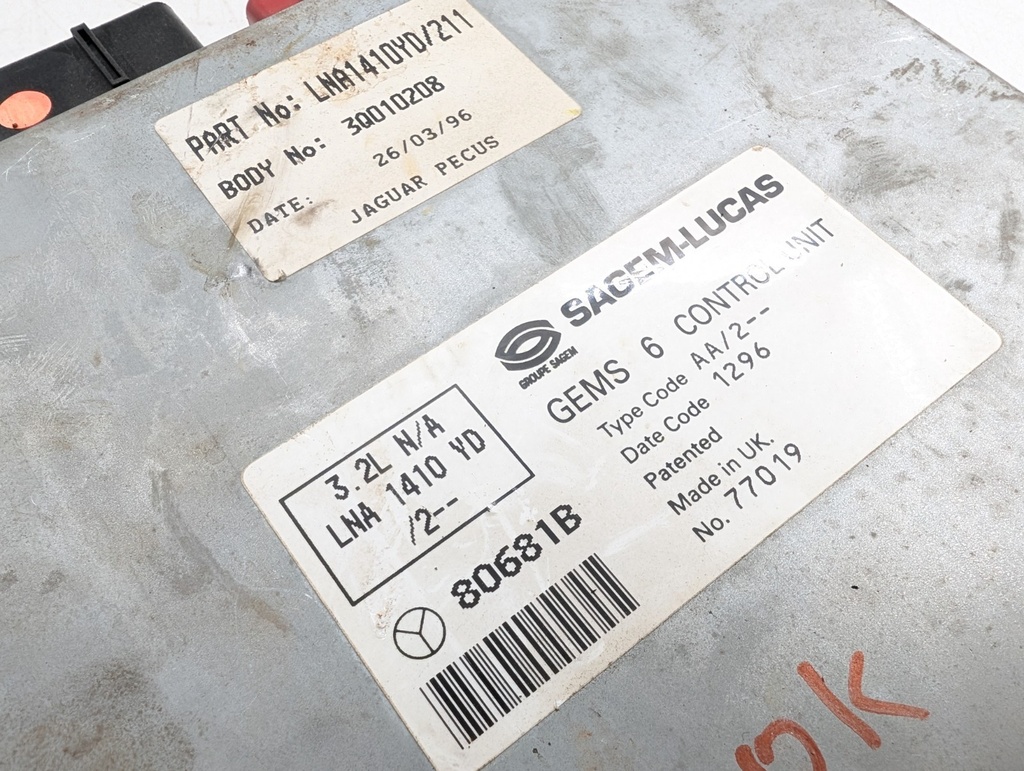 PART No: LNA1410YD/211
BODY No: 3Q010208
DATE: 26/03/96
JAGUAR PECUS
SAGEM-LUCAS
GROUPE SAGEM
GEMS 6 CONTROL UNIT
Type Code AA/2--
Date Code 1296
Patented
Made in UK.
No. 77019
3.2L N/A
LNA 1410 YD
/2--
80681B
OK